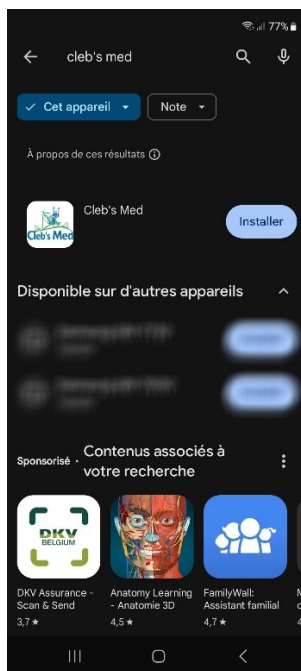 77%
cleb's med
Cet appareil
Note
À propos de ces résultats
Cleb's Med
Cleb's Med
Installer
Disponible sur d'autres appareils
Sponsorisé · Contenus associés à
votre recherche
DKV
BELGIUM
DKV Assurance -
Scan & Send
3,7 ★
Anatomy Learning
- Anatomie 3D
4,5 ★
FamilyWall:
Assistant familial
4,7 ★